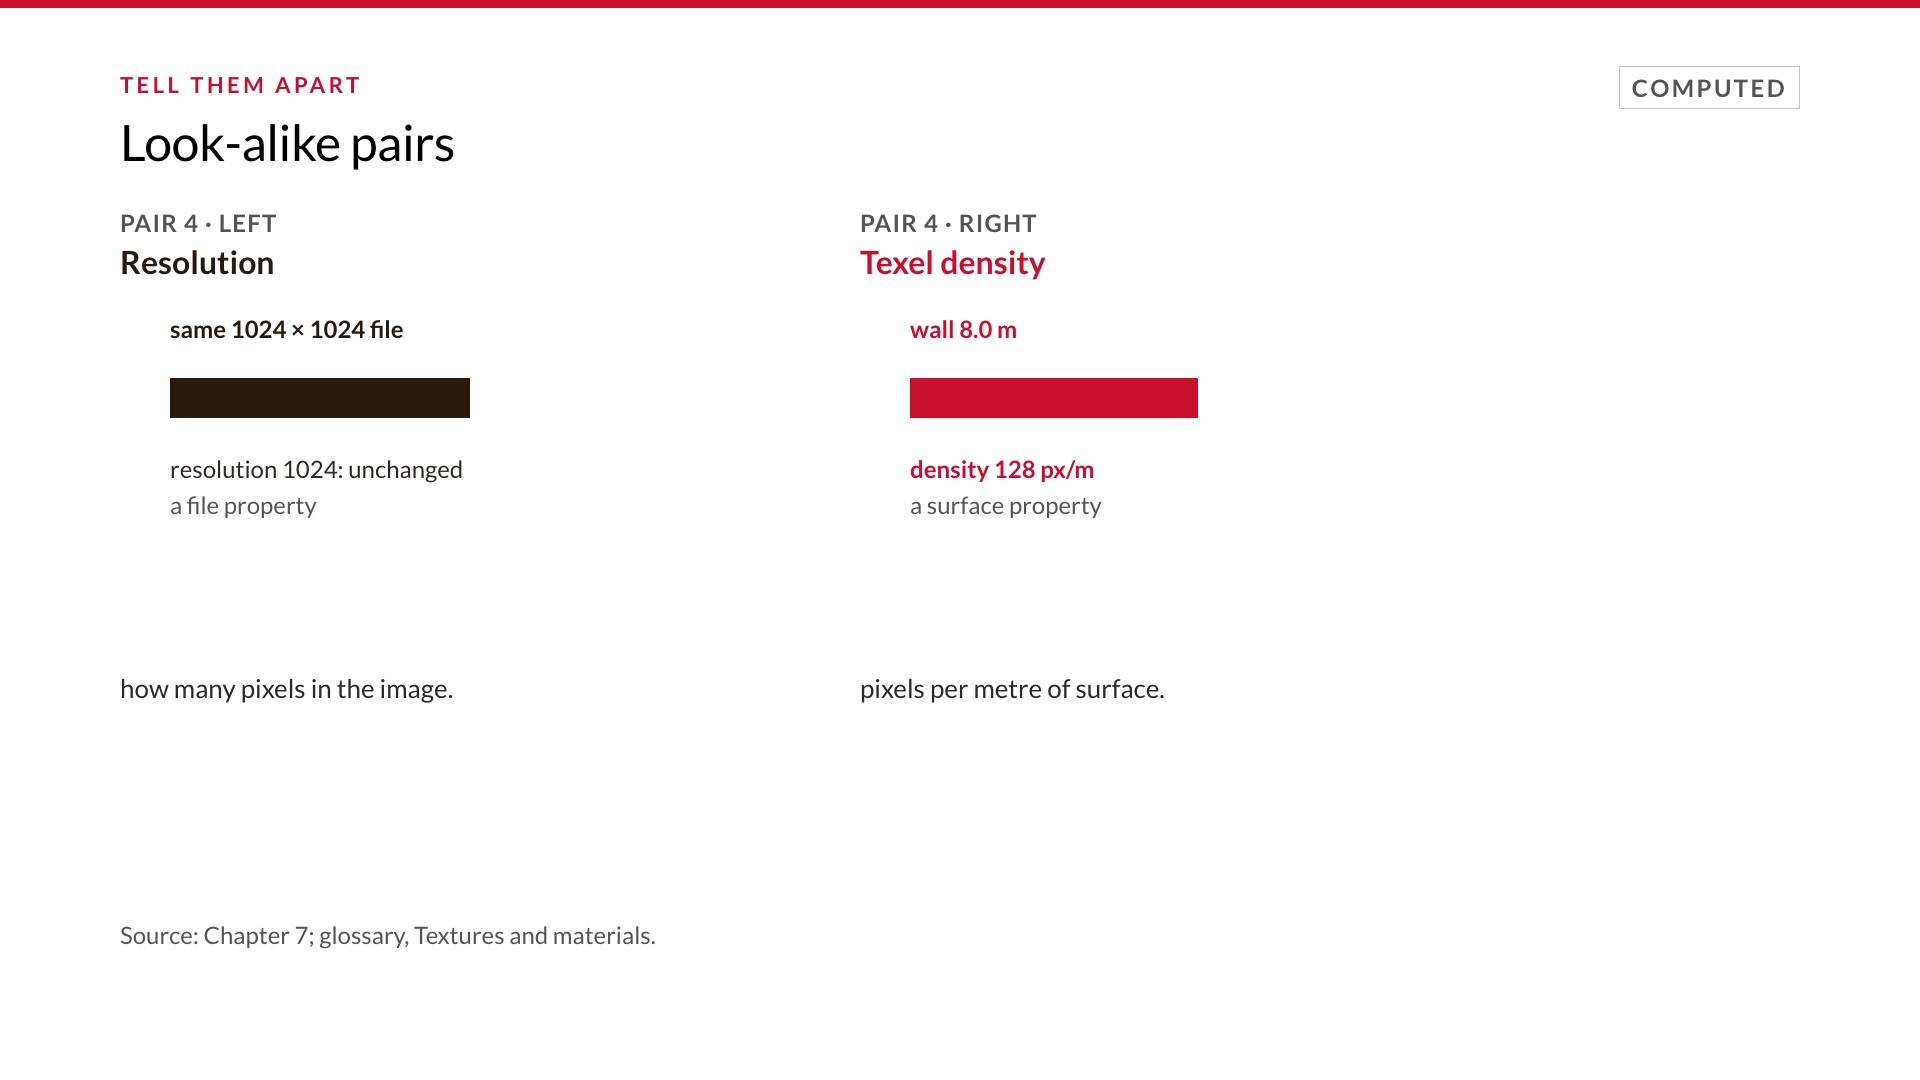 TELL THEM APART
COMPUTED
Look-alike pairs
PAIR 4 · LEFT
Resolution
same 1024 × 1024 file
resolution 1024: unchanged
a file property
how many pixels in the image.
PAIR 4 · RIGHT
Texel density
wall 8.0 m
density 128 px/m
a surface property
pixels per metre of surface.
Source: Chapter 7; glossary, Textures and materials.